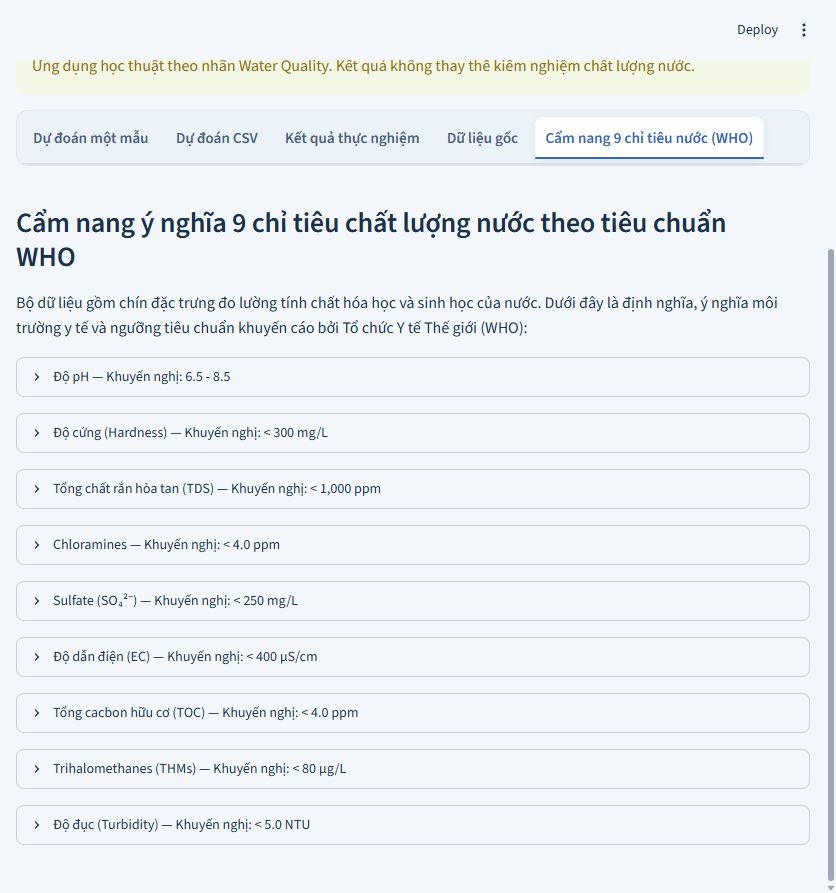 Deploy
Ứng dụng học thuật theo nhãn Water Quality. Kết quả không thay thế kiểm nghiệm chất lượng nước.
Dự đoán một mẫu
Dự đoán CSV
Kết quả thực nghiệm
Dữ liệu gốc
Cẩm nang 9 chỉ tiêu nước (WHO)
Cẩm nang ý nghĩa 9 chỉ tiêu chất lượng nước theo tiêu chuẩn
WHO
Bộ dữ liệu gồm chín đặc trưng đo lường tính chất hóa học và sinh học của nước. Dưới đây là định nghĩa, ý nghĩa môi
trường y tế và ngưỡng tiêu chuẩn khuyến cáo bởi Tổ chức Y tế Thế giới (WHO):
Độ pH — Khuyến nghị: 6.5 - 8.5
Độ cứng (Hardness) — Khuyến nghị: < 300 mg/L
Tổng chất rắn hòa tan (TDS) — Khuyến nghị: < 1,000 ppm
Chloramines — Khuyến nghị: < 4.0 ppm
Sulfate (SO₄²⁻) — Khuyến nghị: < 250 mg/L
Độ dẫn điện (EC) — Khuyến nghị: < 400 μS/cm
Tổng cacbon hữu cơ (TOC) — Khuyến nghị: < 4.0 ppm
Trihalomethanes (THMs) — Khuyến nghị: < 80 μg/L
Độ đục (Turbidity) — Khuyến nghị: < 5.0 NTU